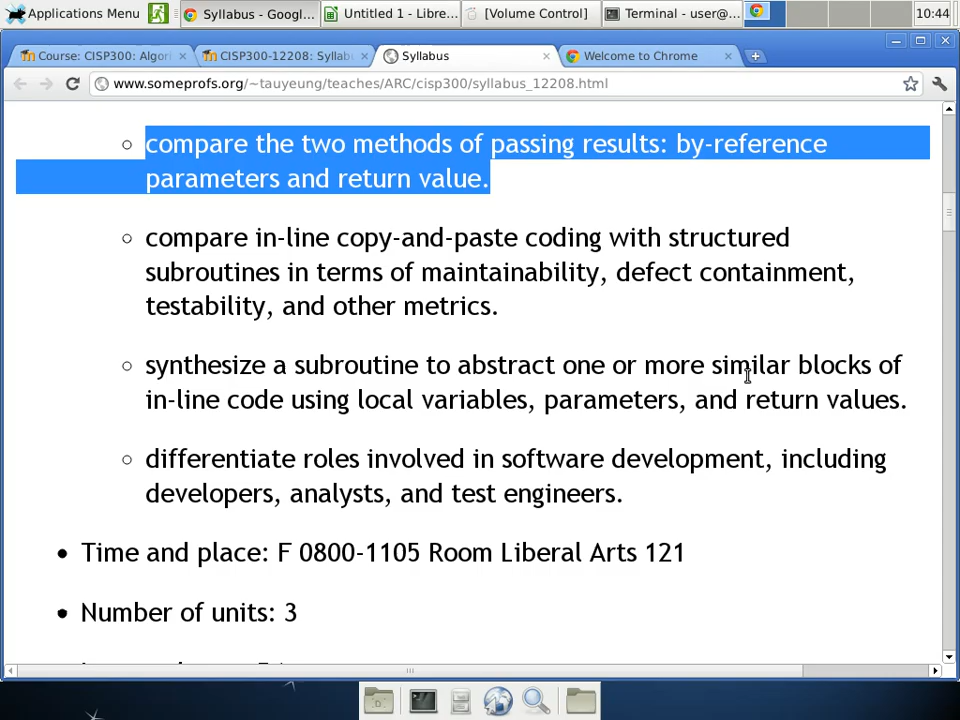 Applications Menu
Syllabus - Googl...
Untitled 1 - Libre...
[Volume Control]
Terminal - user@...
10:44
Course: CISP300: Algori
CISP300-12208: Syllab
Syllabus
Welcome to Chrome
www.someprofs.org/~tauyeung/teaches/ARC/cisp300/syllabus_12208.html
compare the two methods of passing results: by-reference
parameters and return value.
compare in-line copy-and-paste coding with structured
subroutines in terms of maintainability, defect containment,
testability, and other metrics.
synthesize a subroutine to abstract one or more similar blocks of
in-line code using local variables, parameters, and return values.
differentiate roles involved in software development, including
developers, analysts, and test engineers.
Time and place: F 0800-1105 Room Liberal Arts 121
Number of units: 3